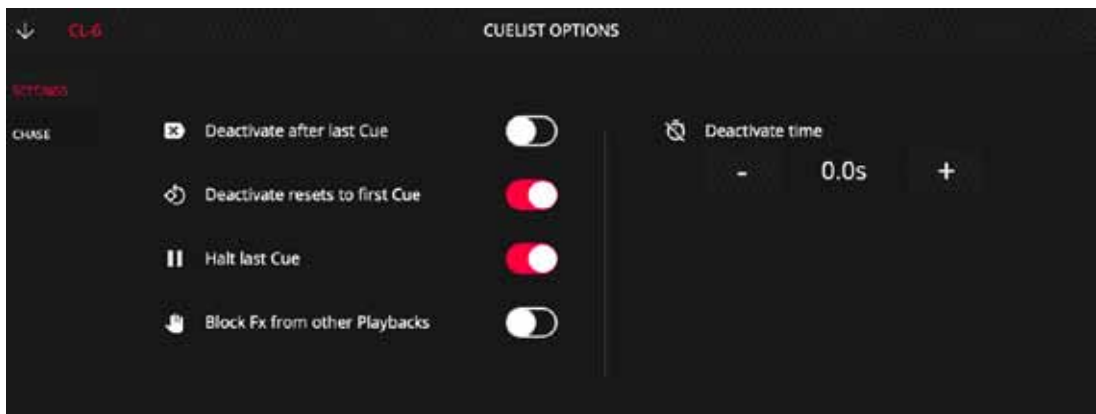 CL-6
CUELIST OPTIONS
SETTINGS
CHASE
Deactivate after last Cue
Deactivate resets to first Cue
Halt last Cue
Block Fx from other Playbacks
Deactivate time
- 0.0s +